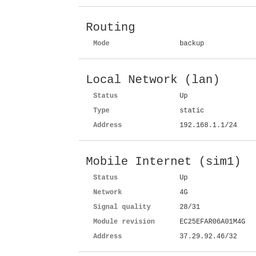 Routing
Mode backup
Local Network (lan)
Status Up
Type static
Address 192.168.1.1/24
Mobile Internet (sim1)
Status Up
Network 4G
Signal quality 28/31
Module revision EC25EFAR06A01M4G
Address 37.29.92.46/32